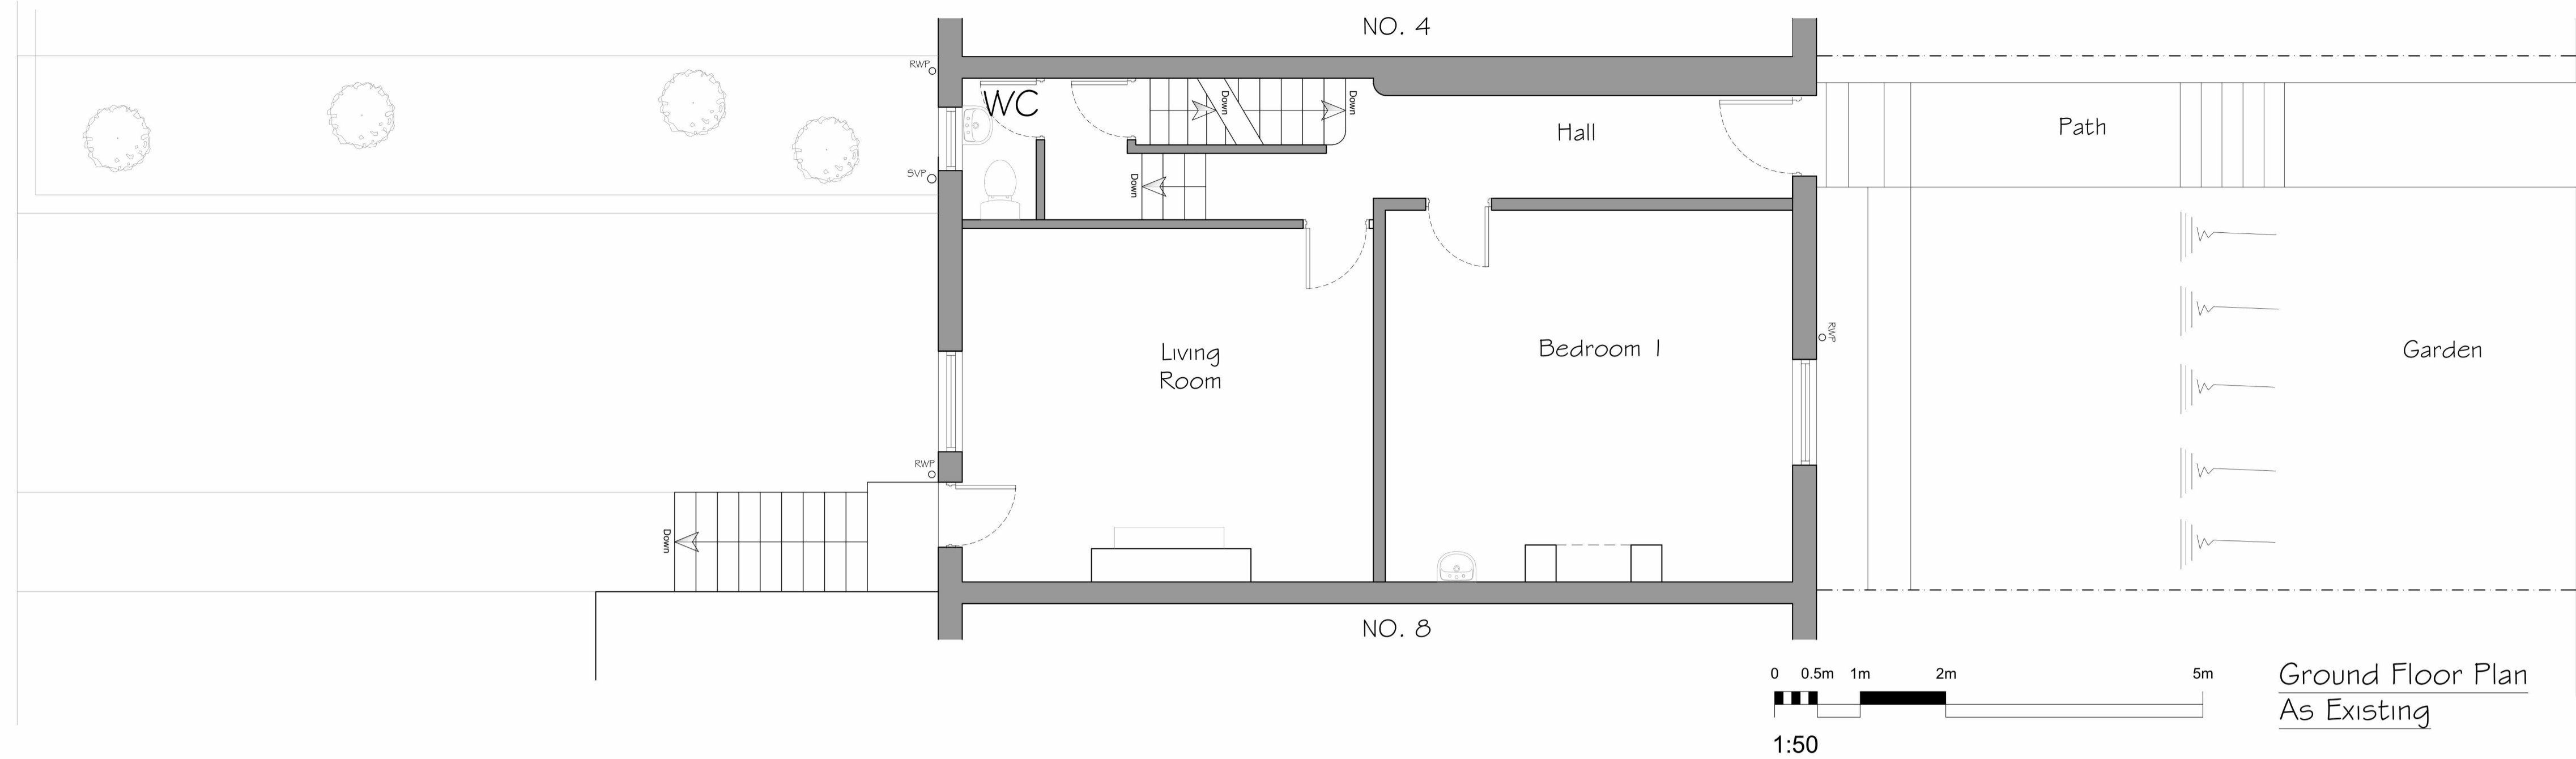 NO. 4
RWP
WC
Down
Down
Hall
Path
SVP
Down
RWP
Living
Room
Bedroom 1
Garden
RWP
Down
NO. 8
0 0.5m 1m 2m 5m
1:50
Ground Floor Plan
As Existing